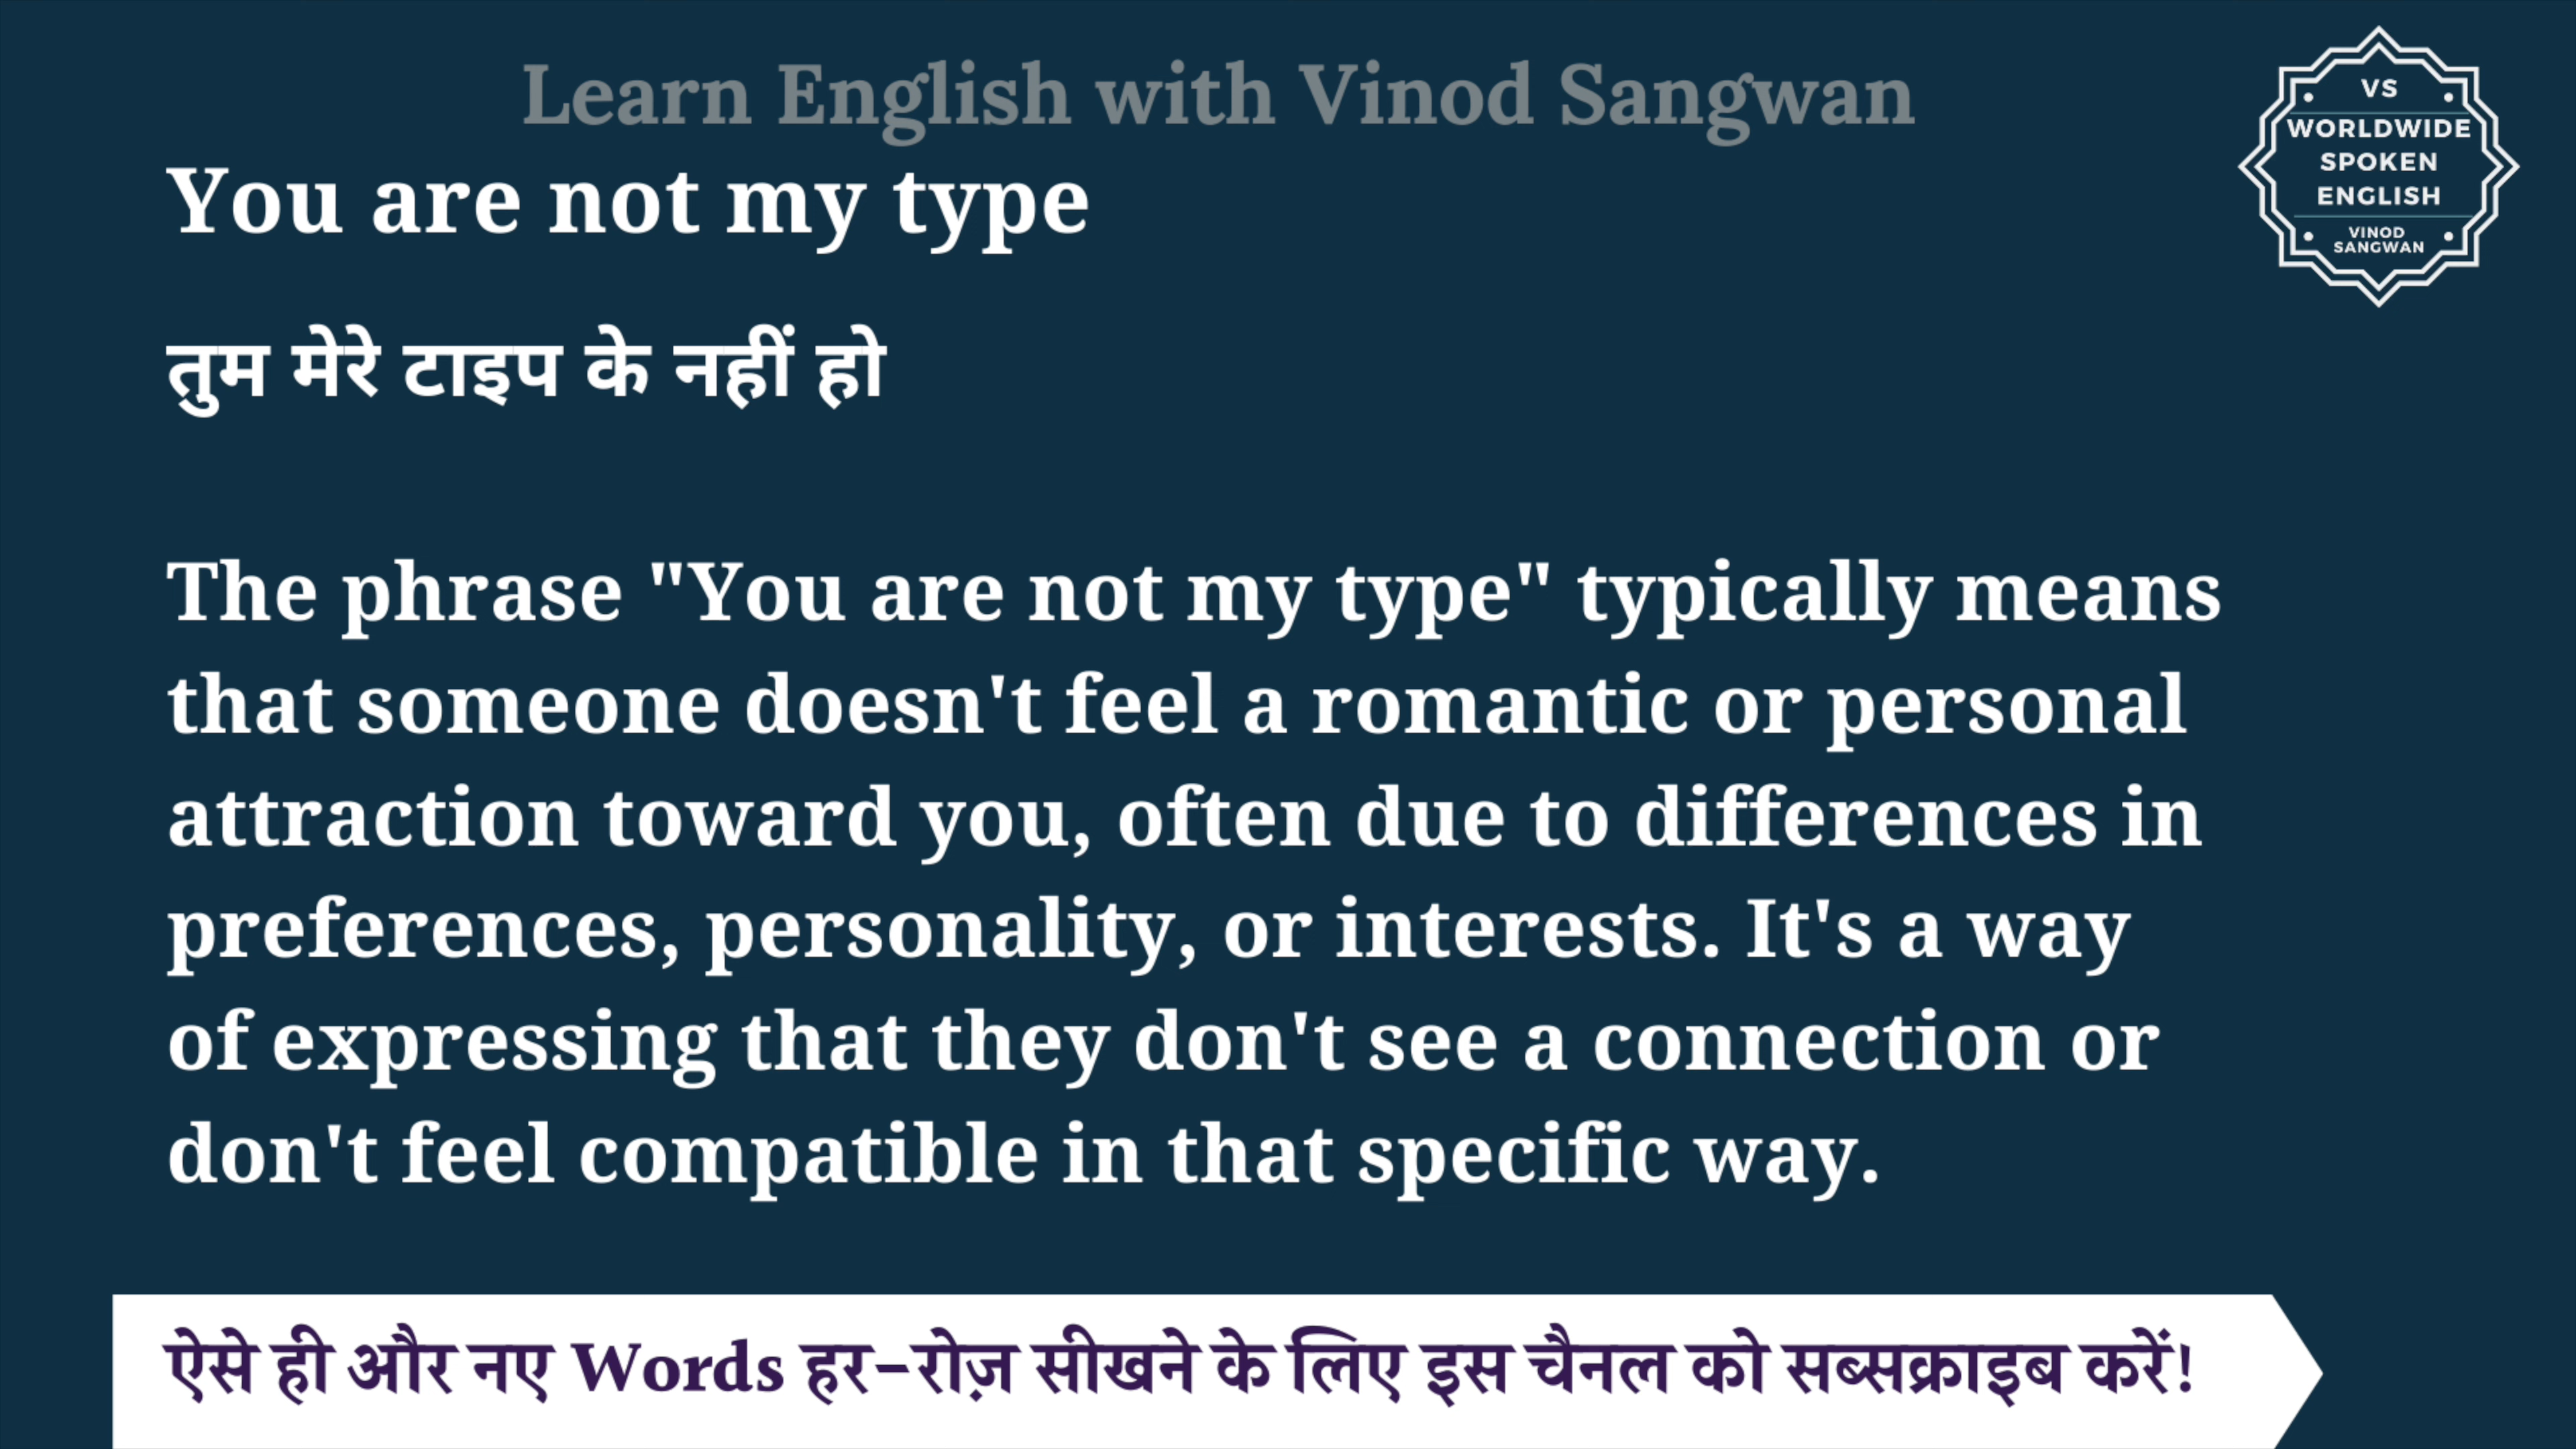 Learn English with Vinod Sangwan
VS
WORLDWIDE
SPOKEN
ENGLISH
VINOD
SANGWAN
You are not my type
तुम मेरे टाइप के नहीं हो
The phrase "You are not my type" typically means
that someone doesn't feel a romantic or personal
attraction toward you, often due to differences in
preferences, personality, or interests. It's a way
of expressing that they don't see a connection or
don't feel compatible in that specific way.
ऐसे ही और नए Words हर-रोज़ सीखने के लिए इस चैनल को सब्सक्राइब करें!